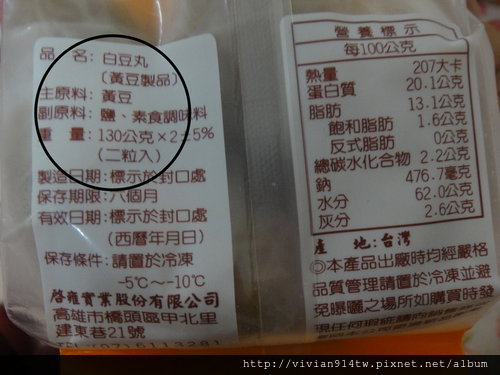 品 名: 白豆丸
(黃豆製品)
主原料: 黃豆
副原料: 鹽、素食調味料
重 量: 130公克×2±5%
(二粒入)
製造日期:標示於封口處
保存期限:八個月
有效日期:標示於封口處
(西曆年月日)
保存條件:請置於冷凍
-5℃~-10℃
啓雍實業股份有限公司
高雄市橋頭區甲北里
建東巷21號
營養標示
每100公克
熱量 207大卡
蛋白質 20.1公克
脂肪 13.1公克
飽和脂肪 1.6公克
反式脂肪 0公克
總碳水化合物 2.2公克
鈉 476.7毫克
水分 62.0公克
灰分 2.6公克
產 地:台灣
◎本產品出廠時均經嚴格
品質管理請置於冷凍並避
免曝曬之場所如購買時發
現任何瑕疵請向銷售
http://vivian914tw.pixnet.net/album